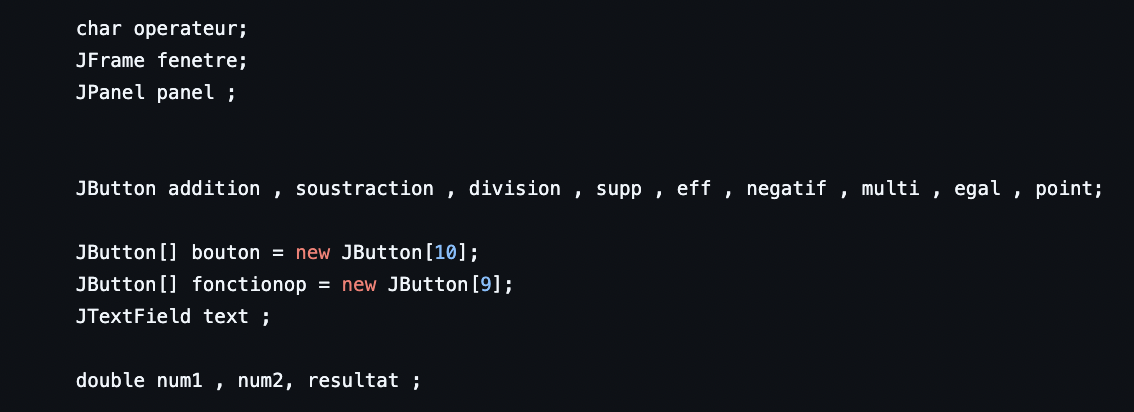 char operateur;
JFrame fenetre;
JPanel panel ;
JButton addition , soustraction , division , supp , eff , negatif , multi , egal , point;
JButton[] bouton = new JButton[10];
JButton[] fonctionop = new JButton[9];
JTextField text ;
double num1 , num2, resultat ;